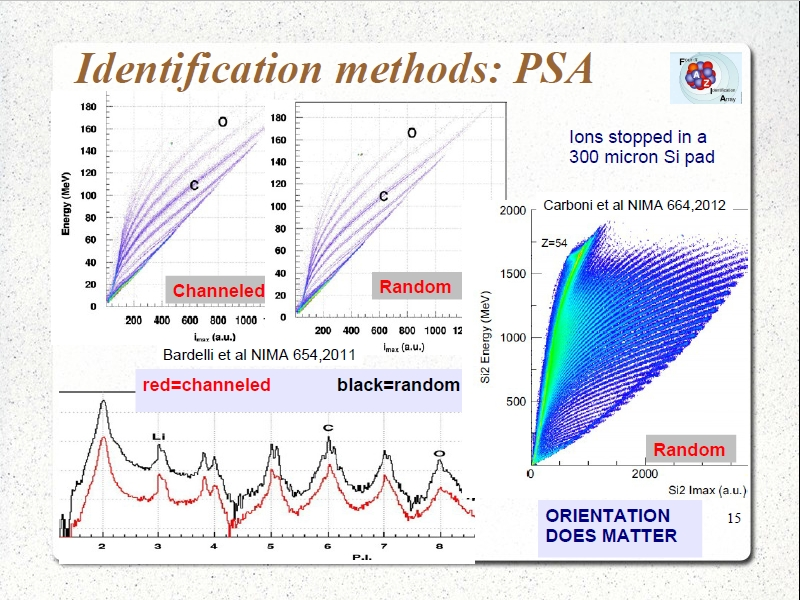 Identification methods: PSA
Four-π
A
Z
Identification
Array
Ions stopped in a
300 micron Si pad
Energy (MeV)
180
160
140
120
100
80
60
40
20
0
O
C
Channeled
200 400 600 800 1000 1
imax (a.u.)
180
160
140
120
100
80
60
40
20
0
O
C
Random
200 400 600 800 1000 12
imax (a.u.)
Bardelli et al NIMA 654,2011
red=channeled black=random
Li
C
O
2 3 4 5 6 7 8
P.I.
Carboni et al NIMA 664,2012
Si2 Energy (MeV)
2000
1500
1000
500
Z=54
Random
0 2000
Si2 Imax (a.u.)
ORIENTATION
DOES MATTER
15